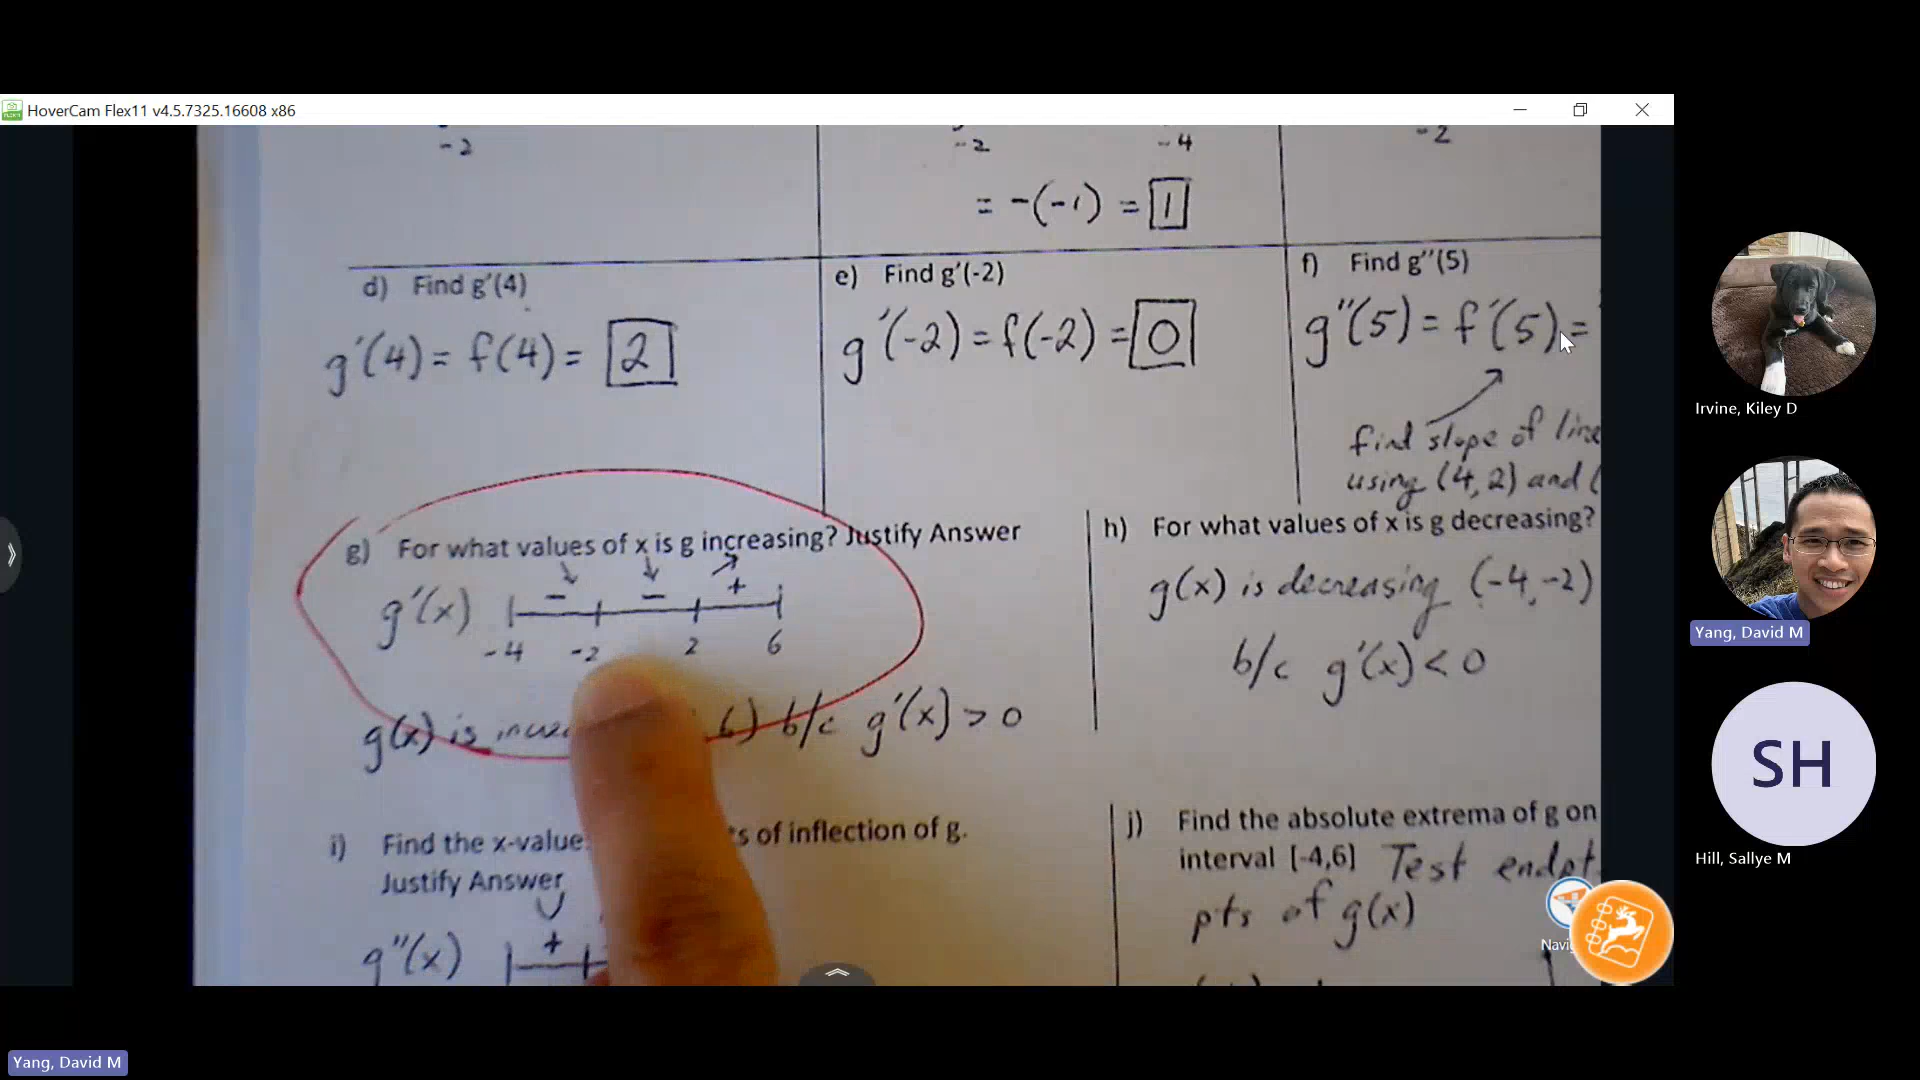 HoverCam Flex11 v4.5.7325.16608 x86
-2
-2
-4
-2
= -(-1) = 1
d) Find g'(4)
g'(4) = f(4) = 2
e) Find g'(-2)
g'(-2) = f(-2) = 0
f) Find g''(5)
g''(5) = f'(5) =
find slope of line
using (4,2) and (
g) For what values of x is g increasing? Justify Answer
g'(x) - - +
-4 -2 2 6
g(x) is 6) b/c g'(x) > 0
h) For what values of x is g decreasing?
g(x) is decreasing (-4,-2)
b/c g'(x) < 0
i) Find the x-value of inflection of g.
Justify Answer
g''(x) +
j) Find the absolute extrema of g on
interval [-4,6] Test endpt
pts of g(x)
Navi
Irvine, Kiley D
Yang, David M
SH
Hill, Sallye M
Yang, David M